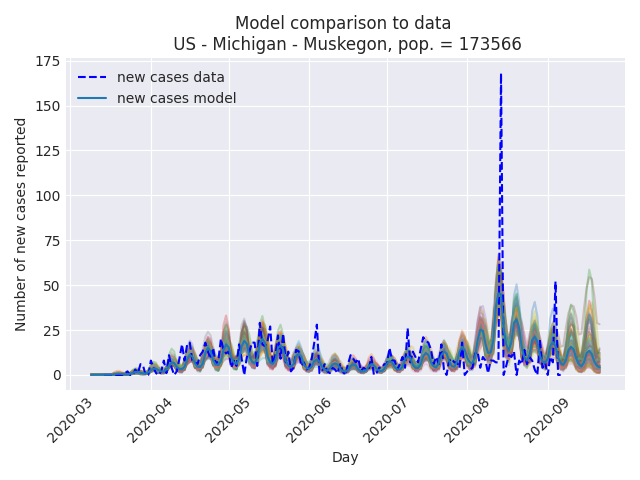 Model comparison to data
US - Michigan - Muskegon, pop. = 173566
175
150
125
100
75
50
25
0
Number of new cases reported
new cases data
new cases model
2020-03
2020-04
2020-05
2020-06
2020-07
2020-08
2020-09
Day